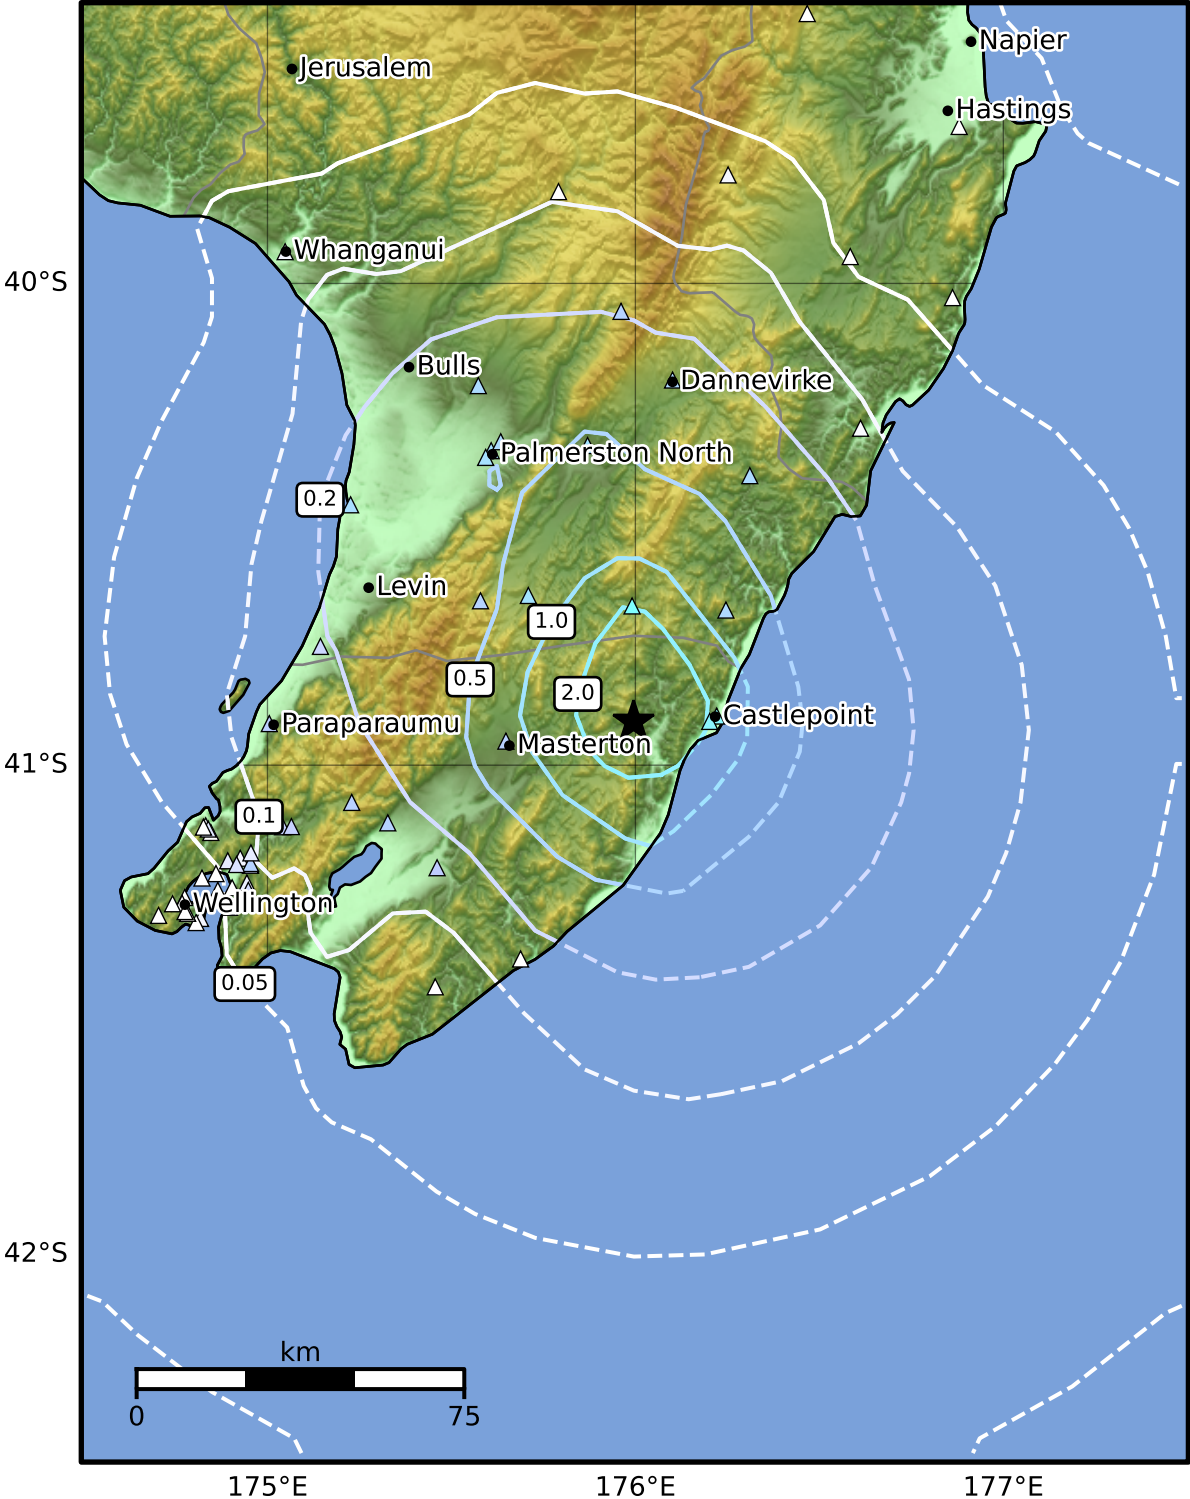 Napier
Jerusalem
Hastings
Whanganui
40°S
Bulls
Dannevirke
Palmerston North
0.2
Levin
1.0
0.5
2.0
Castlepoint
Paraparaumu
Masterton
41°S
0.1
Wellington
0.05
42°S
km
0 75
175°E 176°E 177°E